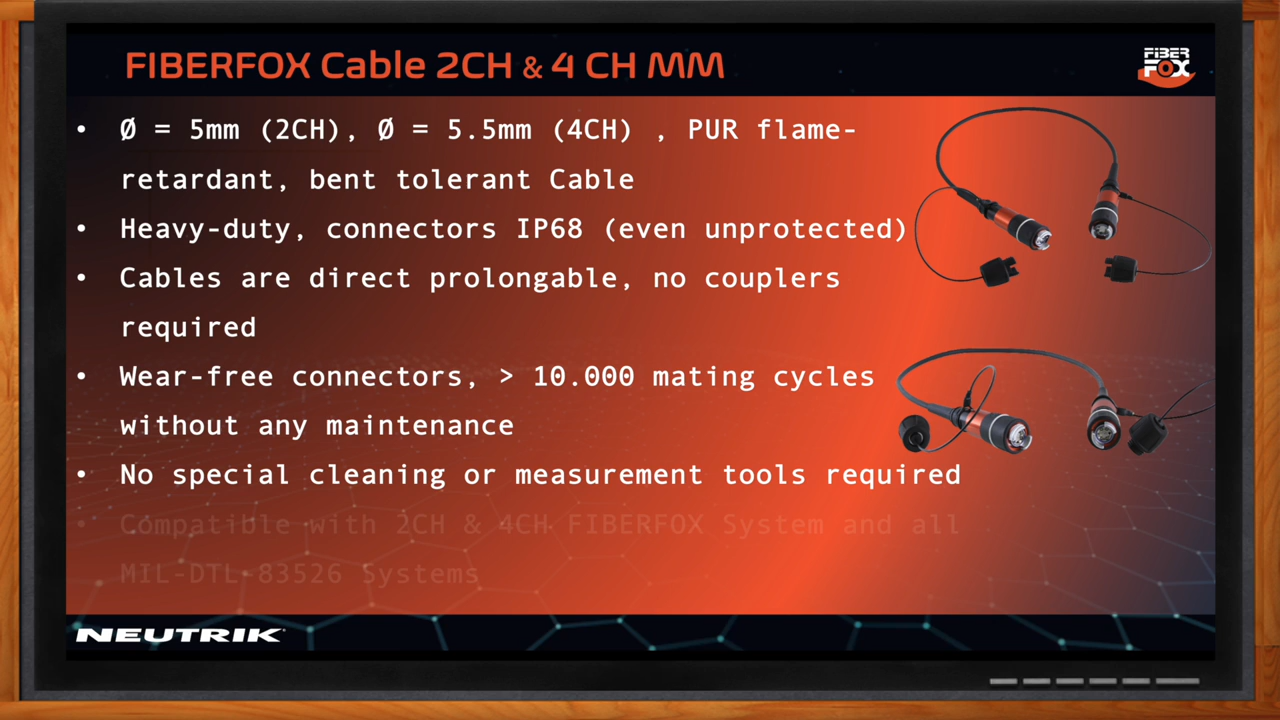 FIBERFOX Cable 2CH & 4 CH MM
FIBER
FOX
• Ø = 5mm (2CH), Ø = 5.5mm (4CH) , PUR flame-
retardant, bent tolerant Cable
• Heavy-duty, connectors IP68 (even unprotected)
• Cables are direct prolongable, no couplers
required
• Wear-free connectors, > 10.000 mating cycles
without any maintenance
• No special cleaning or measurement tools required
• Compatible with 2CH & 4CH FIBERFOX System and all
MIL-DTL-83526 Systems
NEUTRIK